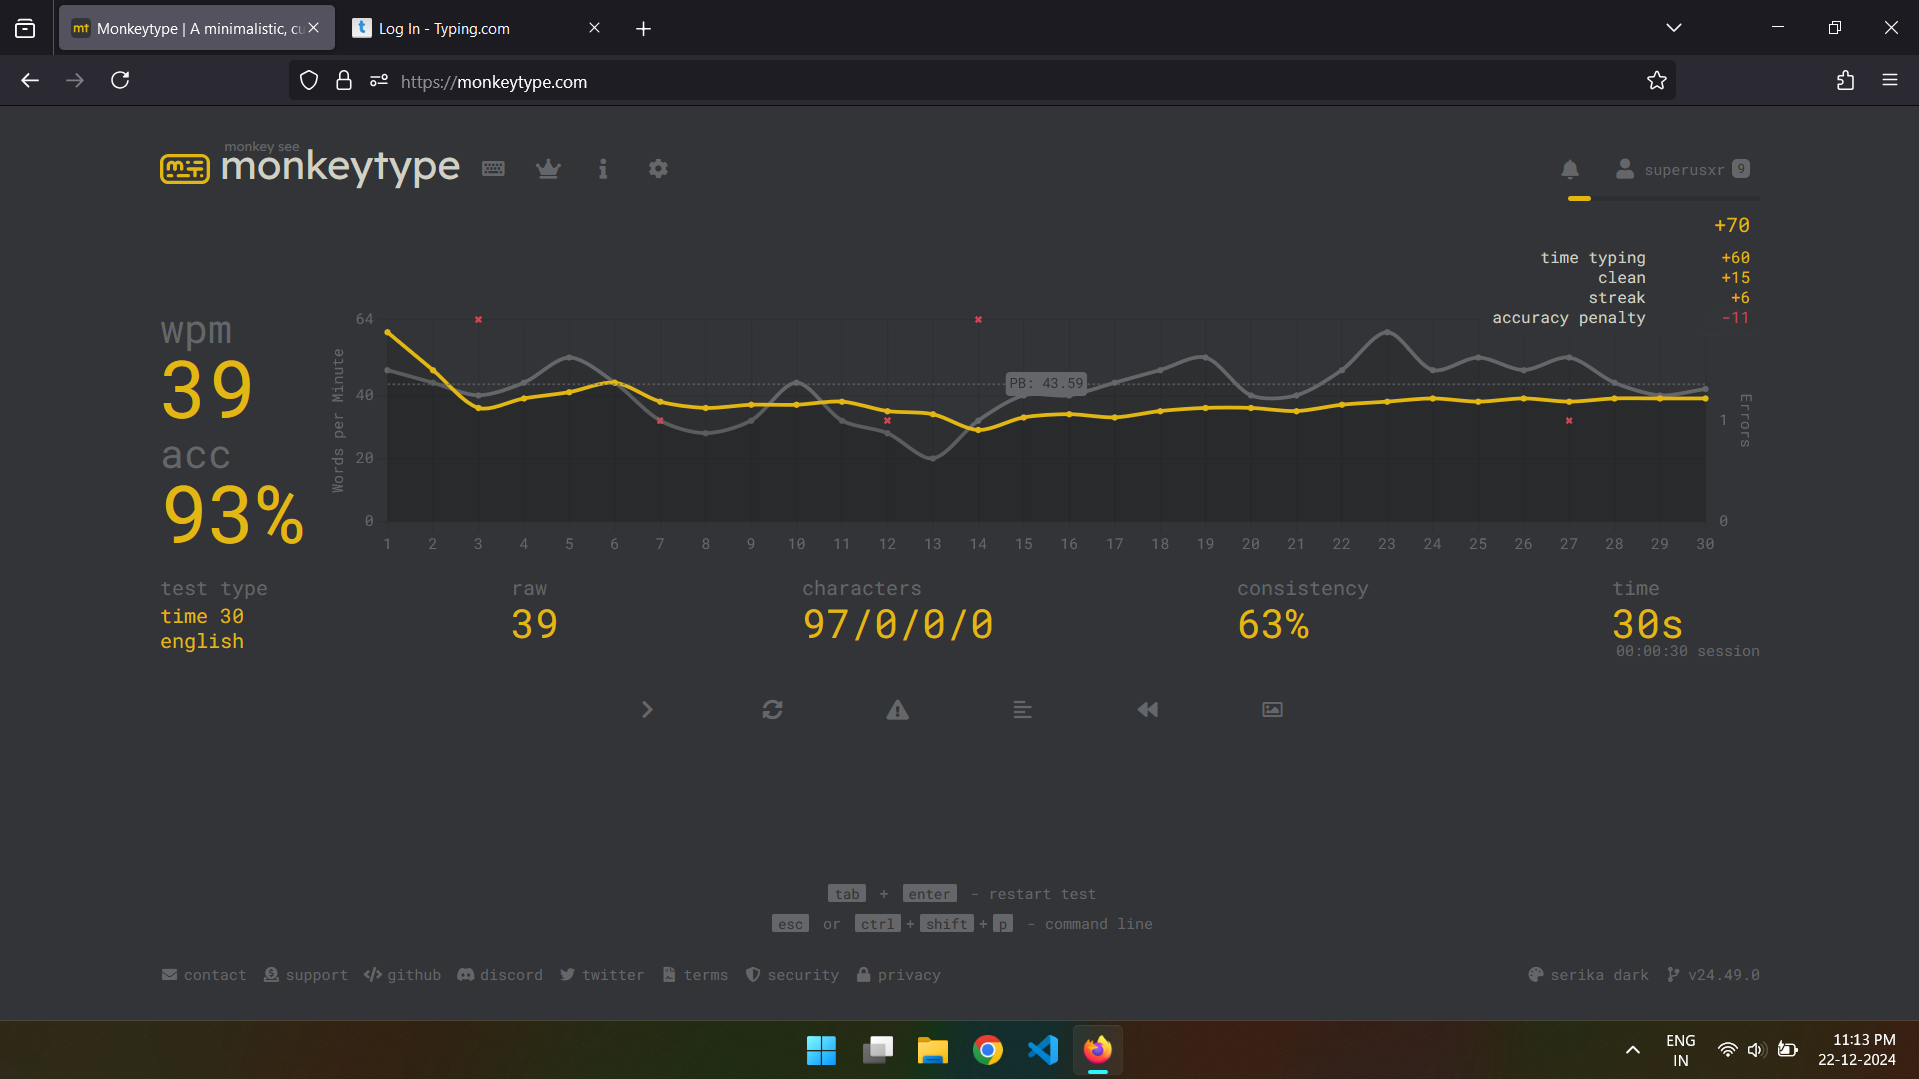 Monkeytype | A minimalistic, cu
Log In - Typing.com
https://monkeytype.com
monkey see
monkeytype
superusxr 9
+70
time typing +60
clean +15
streak +6
accuracy penalty -11
wpm
39
acc
93%
Words per Minute
64
40
20
0
PB: 43.59
Errors
1
0
1 2 3 4 5 6 7 8 9 10 11 12 13 14 15 16 17 18 19 20 21 22 23 24 25 26 27 28 29 30
test type
time 30
english
raw
39
characters
97/0/0/0
consistency
63%
time
30s
00:00:30 session
tab + enter - restart test
esc or ctrl + shift + p - command line
contact support github discord twitter terms security privacy serika dark v24.49.0
ENG
IN
11:13 PM
22-12-2024